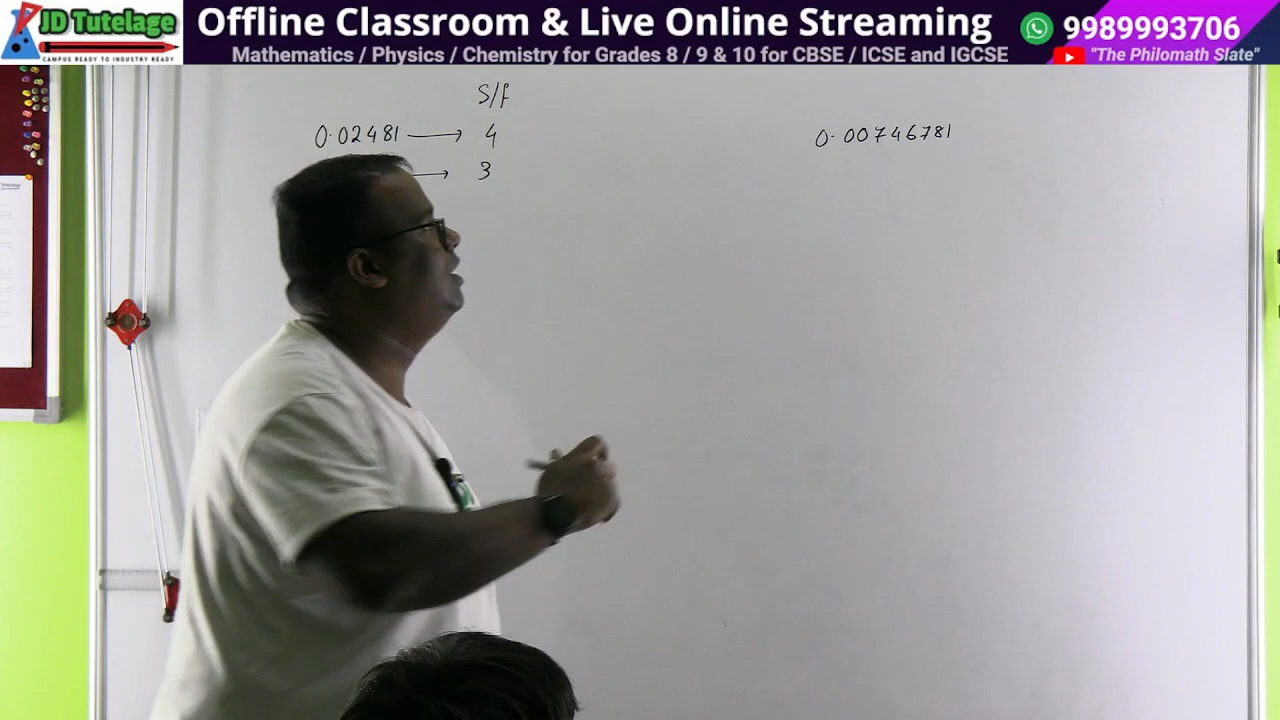 JD Tutelage
CAMPUS READY TO INDUSTRY READY
Offline Classroom & Live Online Streaming
9989993706
Mathematics / Physics / Chemistry for Grades 8 / 9 & 10 for CBSE / ICSE and IGCSE
"The Philomath Slate"
S/f
0.02481 → 4
→ 3
0.00746781